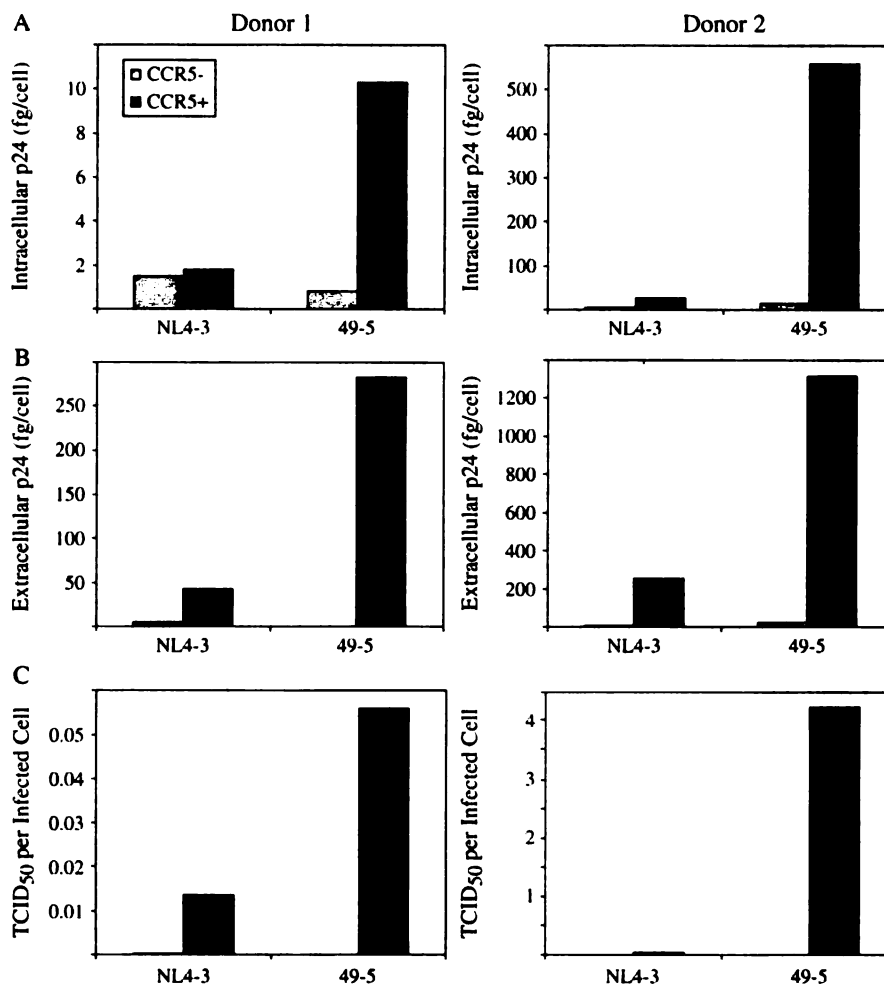 A
Donor 1
Donor 2
Intracellular p24 (fg/cell)
10
8
6
4
2
CCR5-
CCR5+
NL4-3
49-5
Intracellular p24 (fg/cell)
500
400
300
200
100
NL4-3
49-5
B
Extracellular p24 (fg/cell)
250
200
150
100
50
NL4-3
49-5
Extracellular p24 (fg/cell)
1200
1000
800
600
400
200
NL4-3
49-5
C
TCID50 per Infected Cell
0.05
0.04
0.03
0.02
0.01
NL4-3
49-5
TCID50 per Infected Cell
4
3
2
1
NL4-3
49-5